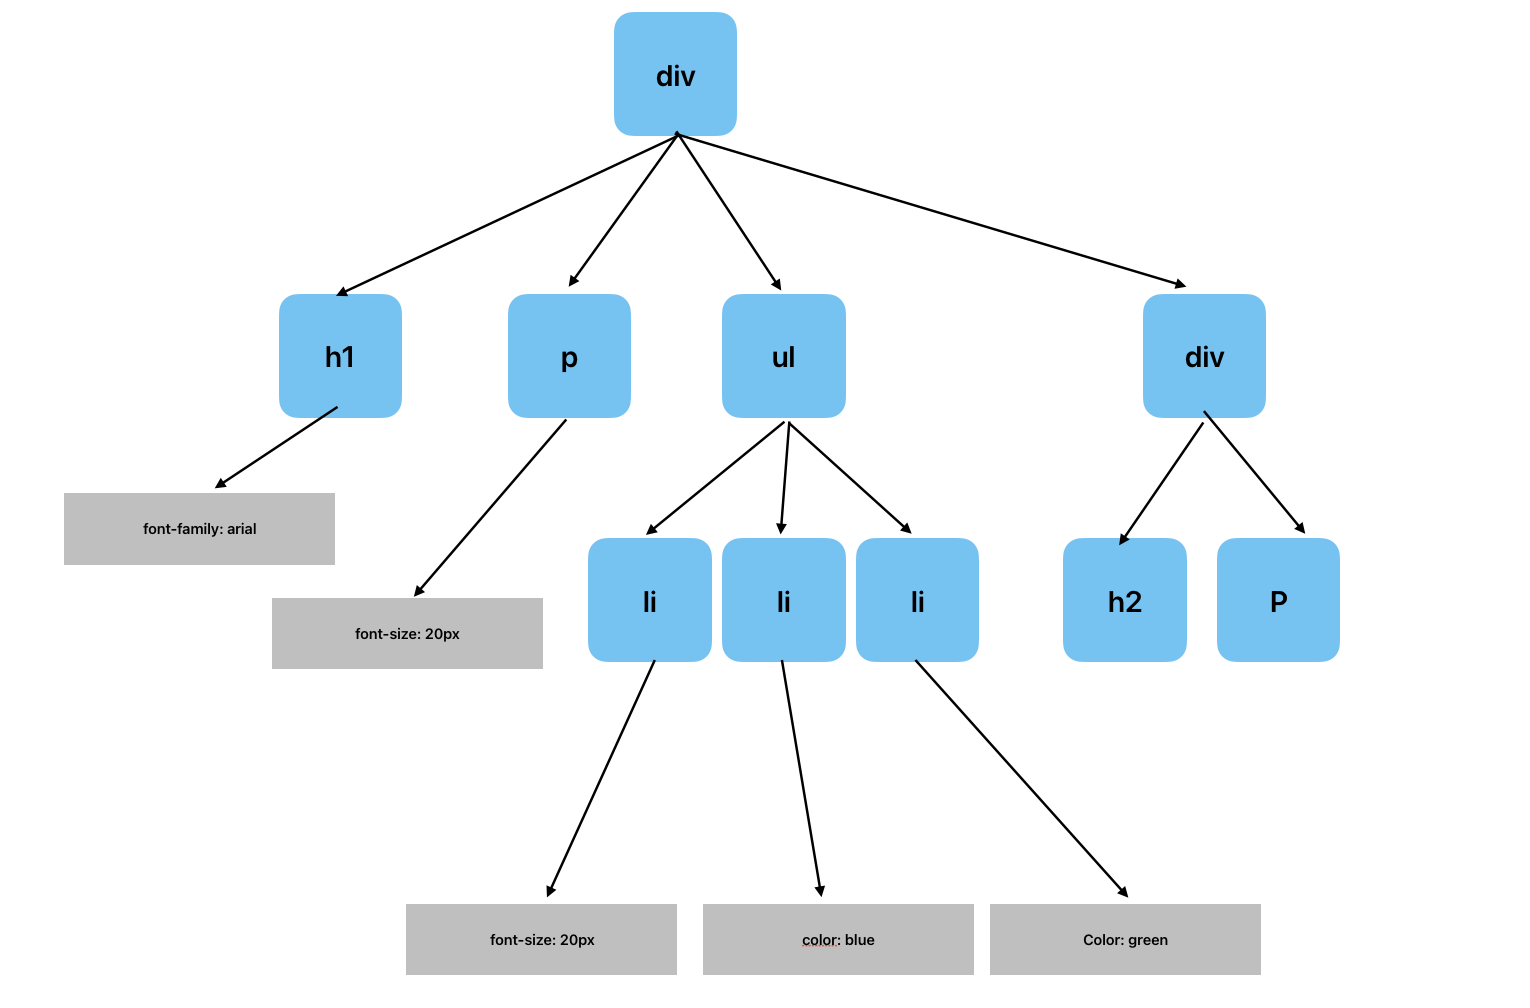 div
h1
p
ul
div
font-family: arial
font-size: 20px
li
li
li
h2
P
font-size: 20px
color: blue
Color: green